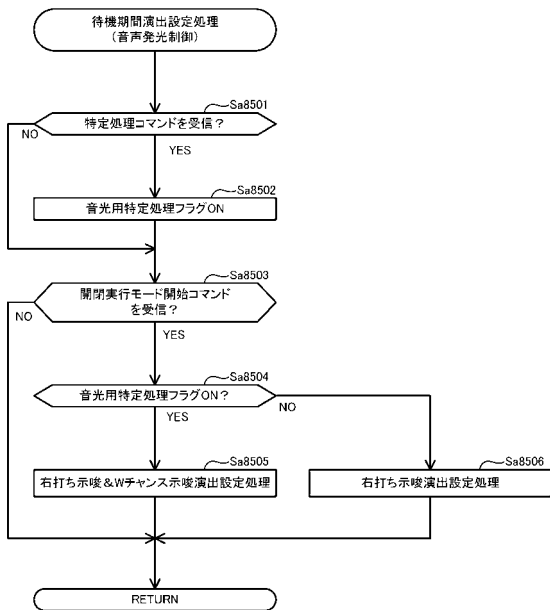 待機期間演出設定処理
(音声発光制御)
Sa8501
特定処理コマンドを受信?
NO
YES
Sa8502
音光用特定処理フラグON
Sa8503
開閉実行モード開始コマンド
を受信?
NO
YES
Sa8504
音光用特定処理フラグON?
NO
YES
Sa8505
右打ち示唆&Wチャンス示唆演出設定処理
Sa8506
右打ち示唆演出設定処理
RETURN